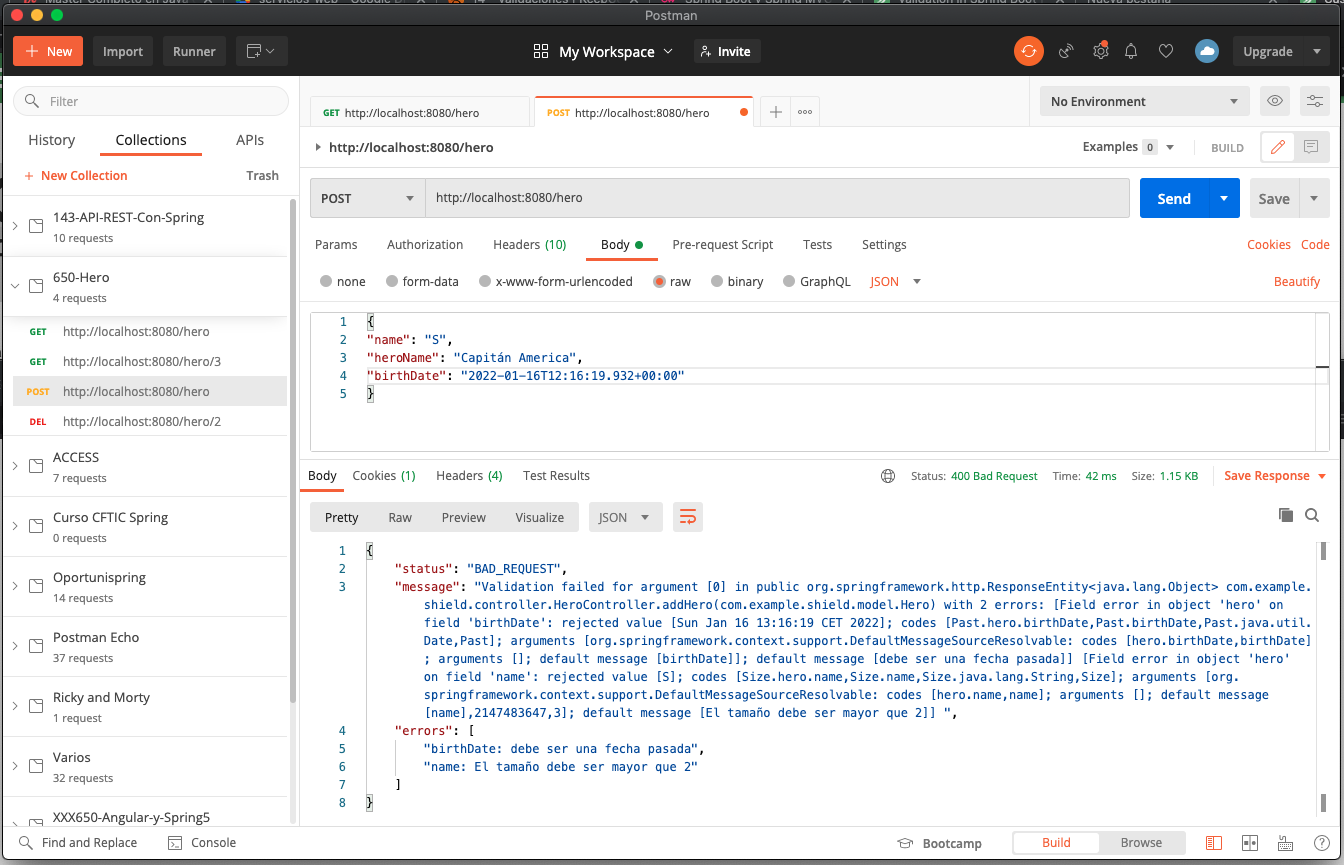 Postman
New
Import
Runner
My Workspace
Invite
Upgrade
Filter
History
Collections
APIs
+ New Collection
Trash
143-API-REST-Con-Spring
10 requests
650-Hero
4 requests
GET http://localhost:8080/hero
GET http://localhost:8080/hero/3
POST http://localhost:8080/hero
DEL http://localhost:8080/hero/2
ACCESS
7 requests
Curso CFTIC Spring
0 requests
Oportunispring
14 requests
Postman Echo
37 requests
Ricky and Morty
1 request
Varios
32 requests
XXX650-Angular-y-Spring5
GET http://localhost:8080/hero
POST http://localhost:8080/hero
No Environment
http://localhost:8080/hero
Examples 0
BUILD
POST
http://localhost:8080/hero
Send
Save
Params
Authorization
Headers (10)
Body
Pre-request Script
Tests
Settings
Cookies
Code
none
form-data
x-www-form-urlencoded
raw
binary
GraphQL
JSON
Beautify
1 {
2 "name": "S",
3 "heroName": "Capitán America",
4 "birthDate": "2022-01-16T12:16:19.932+00:00"
5 }
Body
Cookies (1)
Headers (4)
Test Results
Status: 400 Bad Request
Time: 42 ms
Size: 1.15 KB
Save Response
Pretty
Raw
Preview
Visualize
JSON
1 {
2 "status": "BAD_REQUEST",
3 "message": "Validation failed for argument [0] in public org.springframework.http.ResponseEntity<java.lang.Object> com.example.
shield.controller.HeroController.addHero(com.example.shield.model.Hero) with 2 errors: [Field error in object 'hero' on
field 'birthDate': rejected value [Sun Jan 16 13:16:19 CET 2022]; codes [Past.hero.birthDate,Past.birthDate,Past.java.util.
Date,Past]; arguments [org.springframework.context.support.DefaultMessageSourceResolvable: codes [hero.birthDate,birthDate]
; arguments []; default message [birthDate]]; default message [debe ser una fecha pasada]] [Field error in object 'hero'
on field 'name': rejected value [S]; codes [Size.hero.name,Size.name,Size.java.lang.String,Size]; arguments [org.
springframework.context.support.DefaultMessageSourceResolvable: codes [hero.name,name]; arguments []; default message
[name],2147483647,3]; default message [El tamaño debe ser mayor que 2]] ",
4 "errors": [
5 "birthDate: debe ser una fecha pasada",
6 "name: El tamaño debe ser mayor que 2"
7 ]
8 }
Find and Replace
Console
Bootcamp
Build
Browse